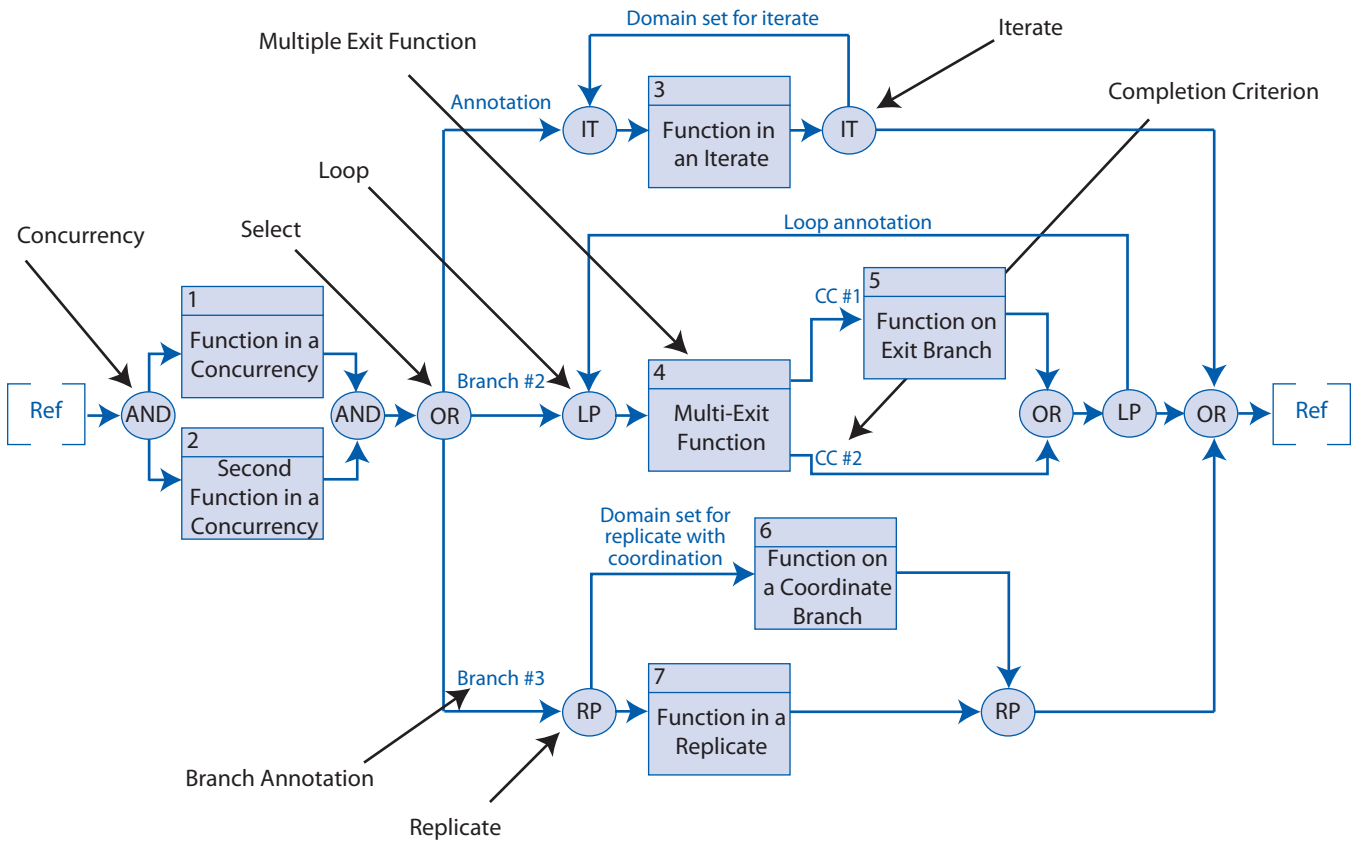 Domain set for iterate
Iterate
Multiple Exit Function
Completion Criterion
Annotation
IT
3
Function in
an Iterate
IT
Loop
Select
Concurrency
Loop annotation
1
Function in a
Concurrency
CC #1
5
Function on
Exit Branch
Ref
AND
AND
OR
Branch #2
LP
4
Multi-Exit
Function
CC #2
OR
LP
OR
Ref
2
Second
Function in a
Concurrency
Domain set for
replicate with
coordination
6
Function on
a Coordinate
Branch
Branch #3
RP
7
Function in a
Replicate
RP
Branch Annotation
Replicate